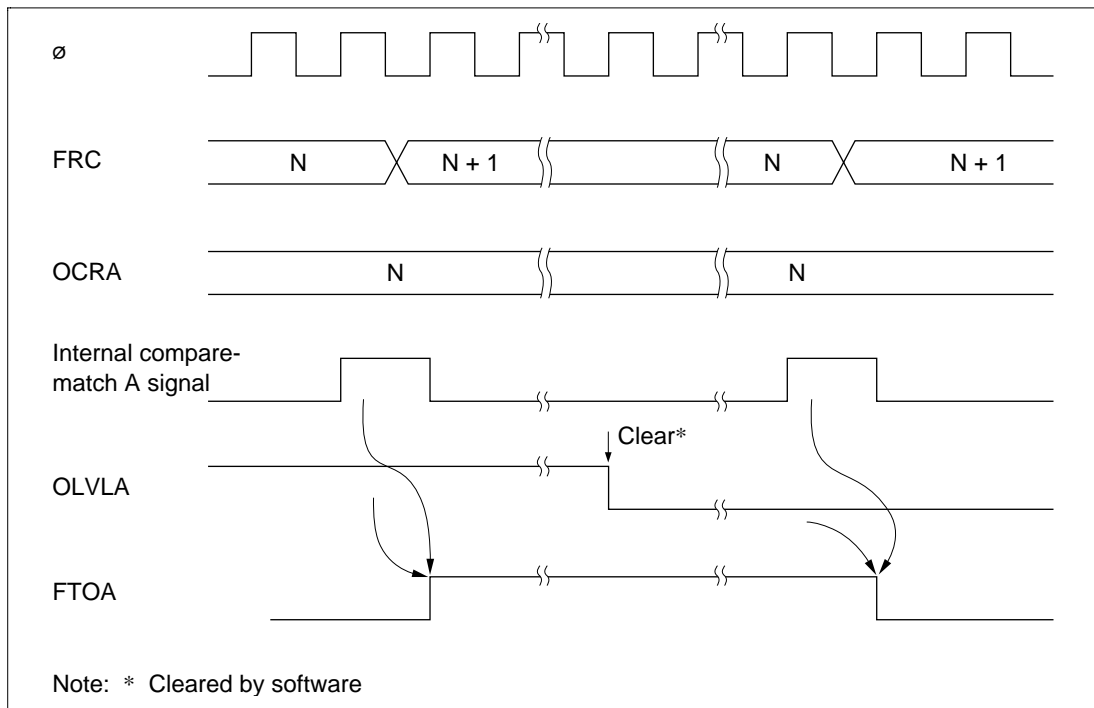 ø
FRC N N + 1 N N + 1
OCRA N N
Internal compare-
match A signal
Clear*
OLVLA
FTOA
Note: * Cleared by software